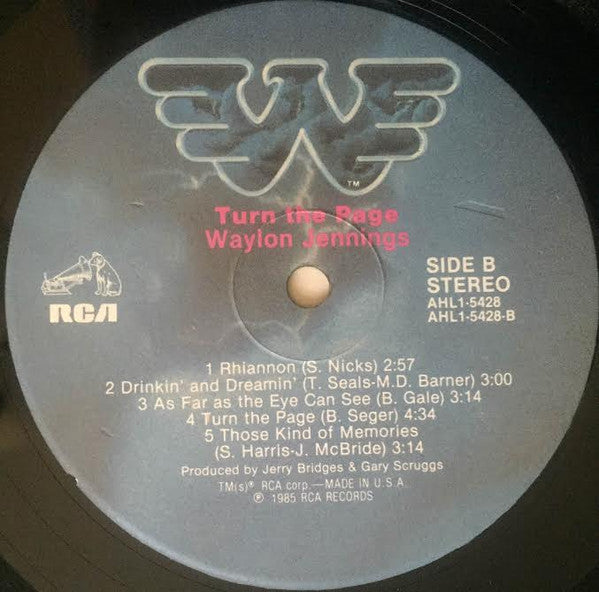 TM
Turn the Page
Waylon Jennings
SIDE B
STEREO
AHL1-5428
AHL1-5428-B
RCA
1 Rhiannon (S. Nicks) 2:57
2 Drinkin' and Dreamin' (T. Seals-M.D. Barner) 3:00
3 As Far as the Eye Can See (B. Gale) 3:14
4 Turn the Page (B. Seger) 4:34
5 Those Kind of Memories
(S. Harris-J. McBride) 3:14
Produced by Jerry Bridges & Gary Scruggs
TM(s)® RCA corp.—MADE IN U.S.A.
℗ 1985 RCA RECORDS